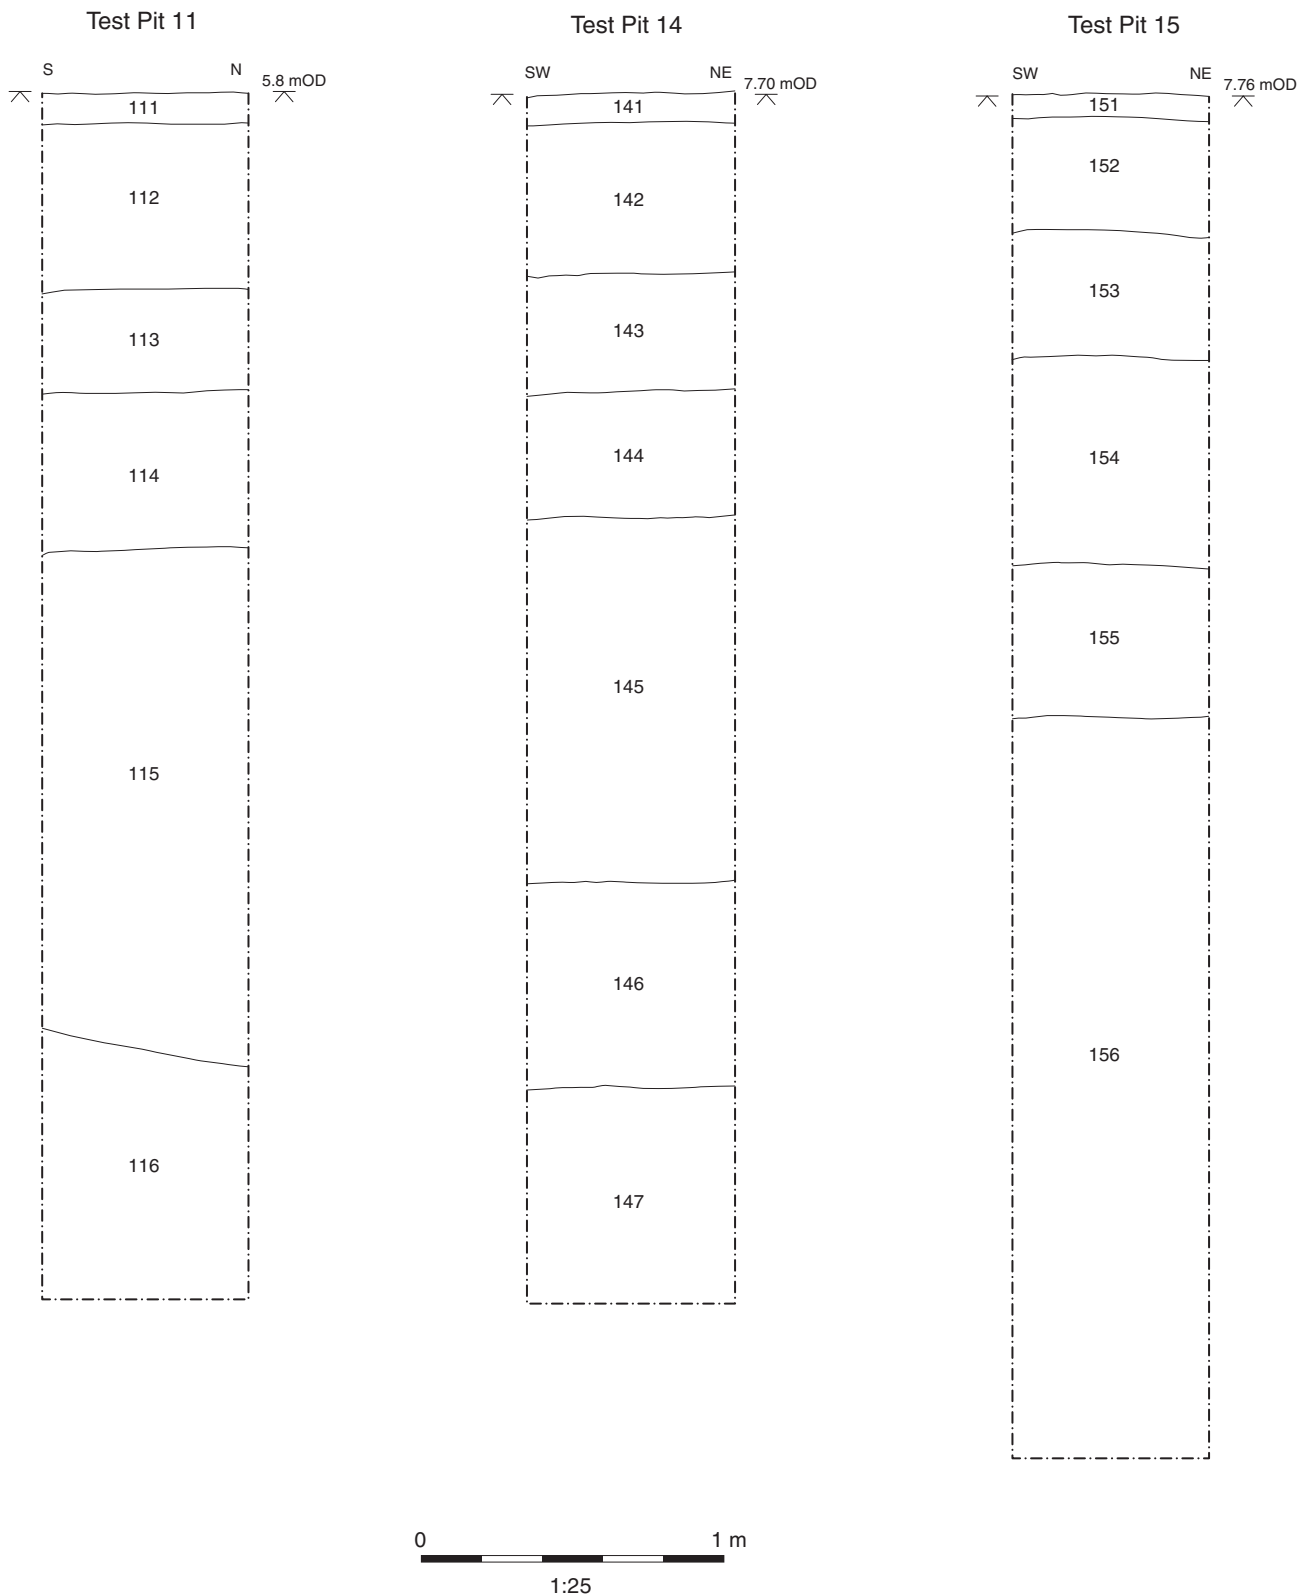 Test Pit 11
S N 5.8 mOD
111
112
113
114
115
116
Test Pit 14
SW NE 7.70 mOD
141
142
143
144
145
146
147
Test Pit 15
SW NE 7.76 mOD
151
152
153
154
155
156
0 1 m
1:25